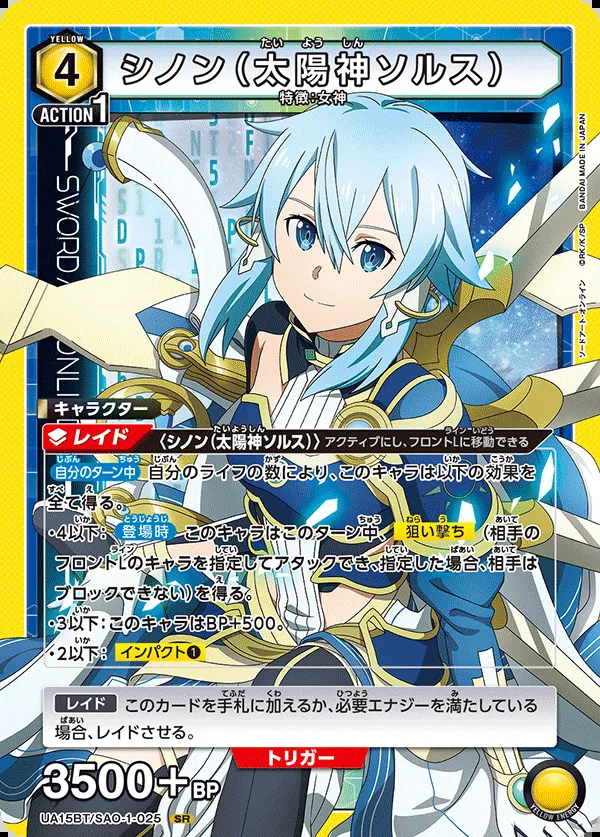 YELLOW
4
ACTION 1
シノン(太陽神ソルス)
たいようしん
特徴:女神
SWORD A
ONLI
©RK/K/SP BANDAI MADE IN JAPAN
ソードアート・オンライン
キャラクター
レイド 〈シノン(太陽神ソルス)〉 アクティブにし、フロントLに移動できる
自分のターン中 自分のライフの数により、このキャラは以下の効果を
全て得る。
・4以下: 登場時 このキャラはこのターン中、 狙い撃ち (相手の
フロントLのキャラを指定してアタックでき、指定した場合、相手は
ブロックできない)を得る。
・3以下:このキャラはBP+500。
・2以下: インパクト❶
レイド このカードを手札に加えるか、必要エナジーを満たしている
場合、レイドさせる。
トリガー
3500+BP
UA15BT/SAO-1-025 SR
YELLOW ENERGY